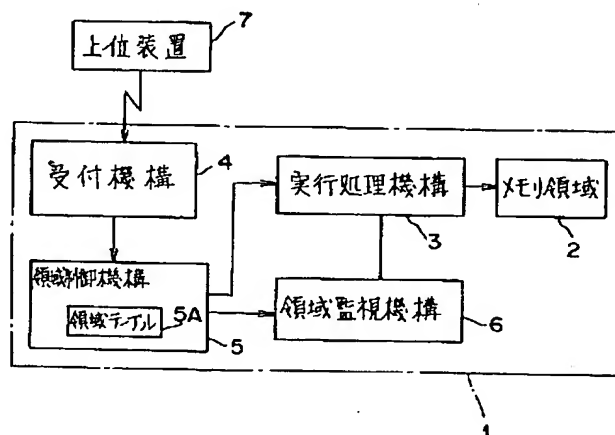 上位装置
7
受付機構
4
実行処理機構
3
メモリ領域
2
領域制御機構
領域テーブル
5A
5
領域監視機構
6
1